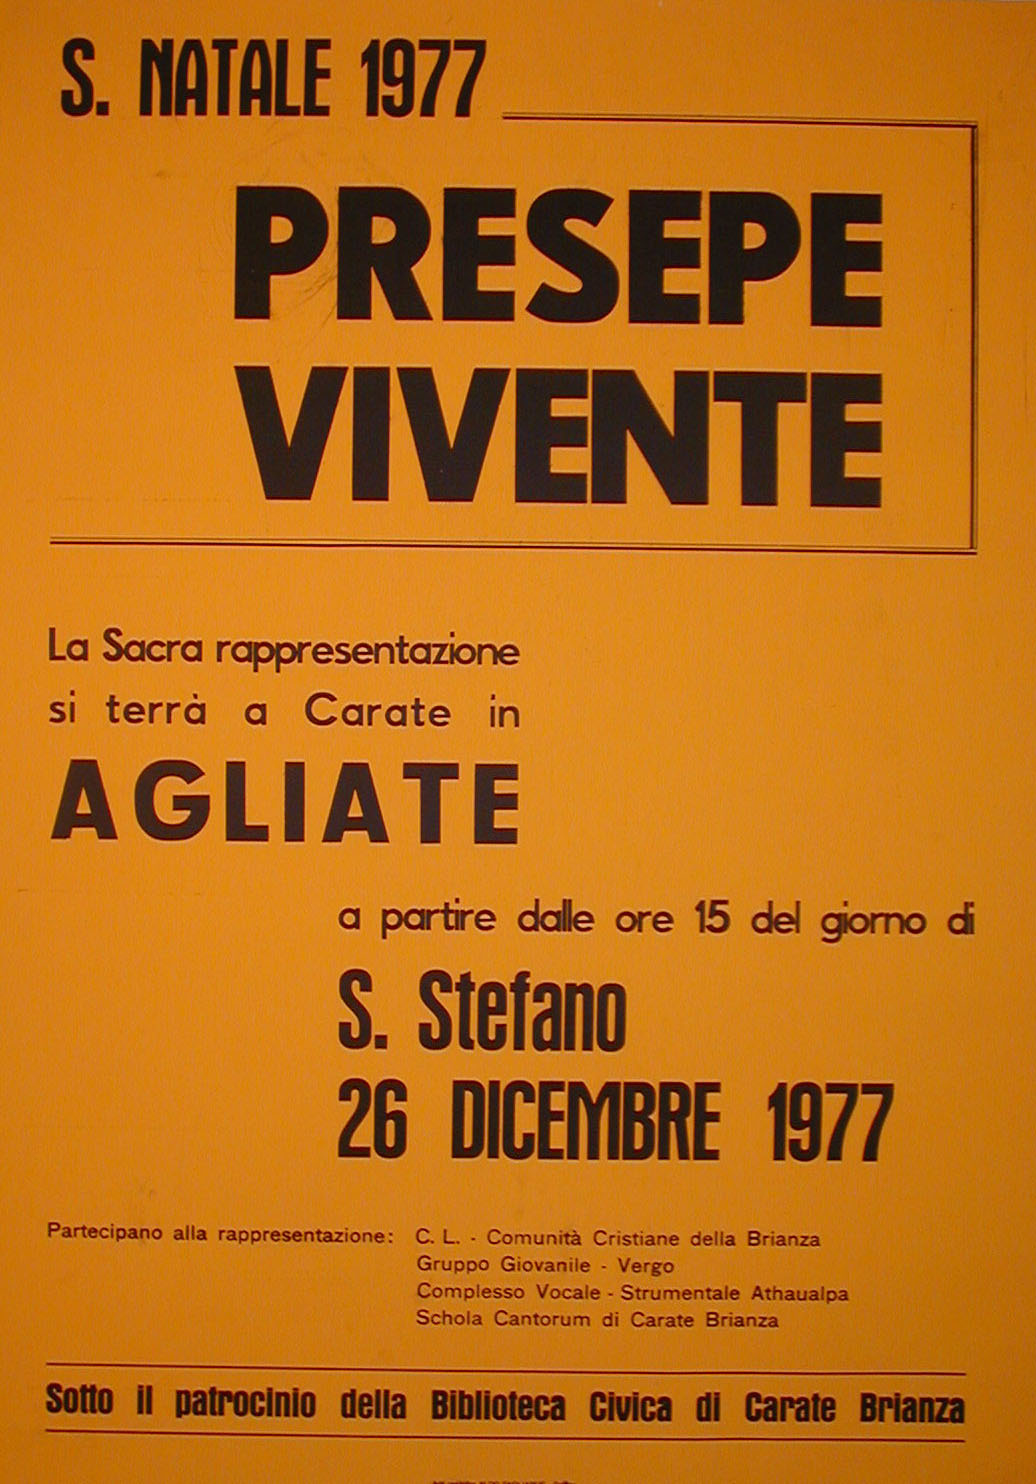 S. NATALE 1977
PRESEPE
VIVENTE
La Sacra rappresentazione
si terrà a Carate in
AGLIATE
a partire dalle ore 15 del giorno di
S. Stefano
26 DICEMBRE 1977
Partecipano alla rappresentazione: C. L. - Comunità Cristiane della Brianza
Gruppo Giovanile - Vergo
Complesso Vocale - Strumentale Athaualpa
Schola Cantorum di Carate Brianza
Sotto il patrocinio della Biblioteca Civica di Carate Brianza